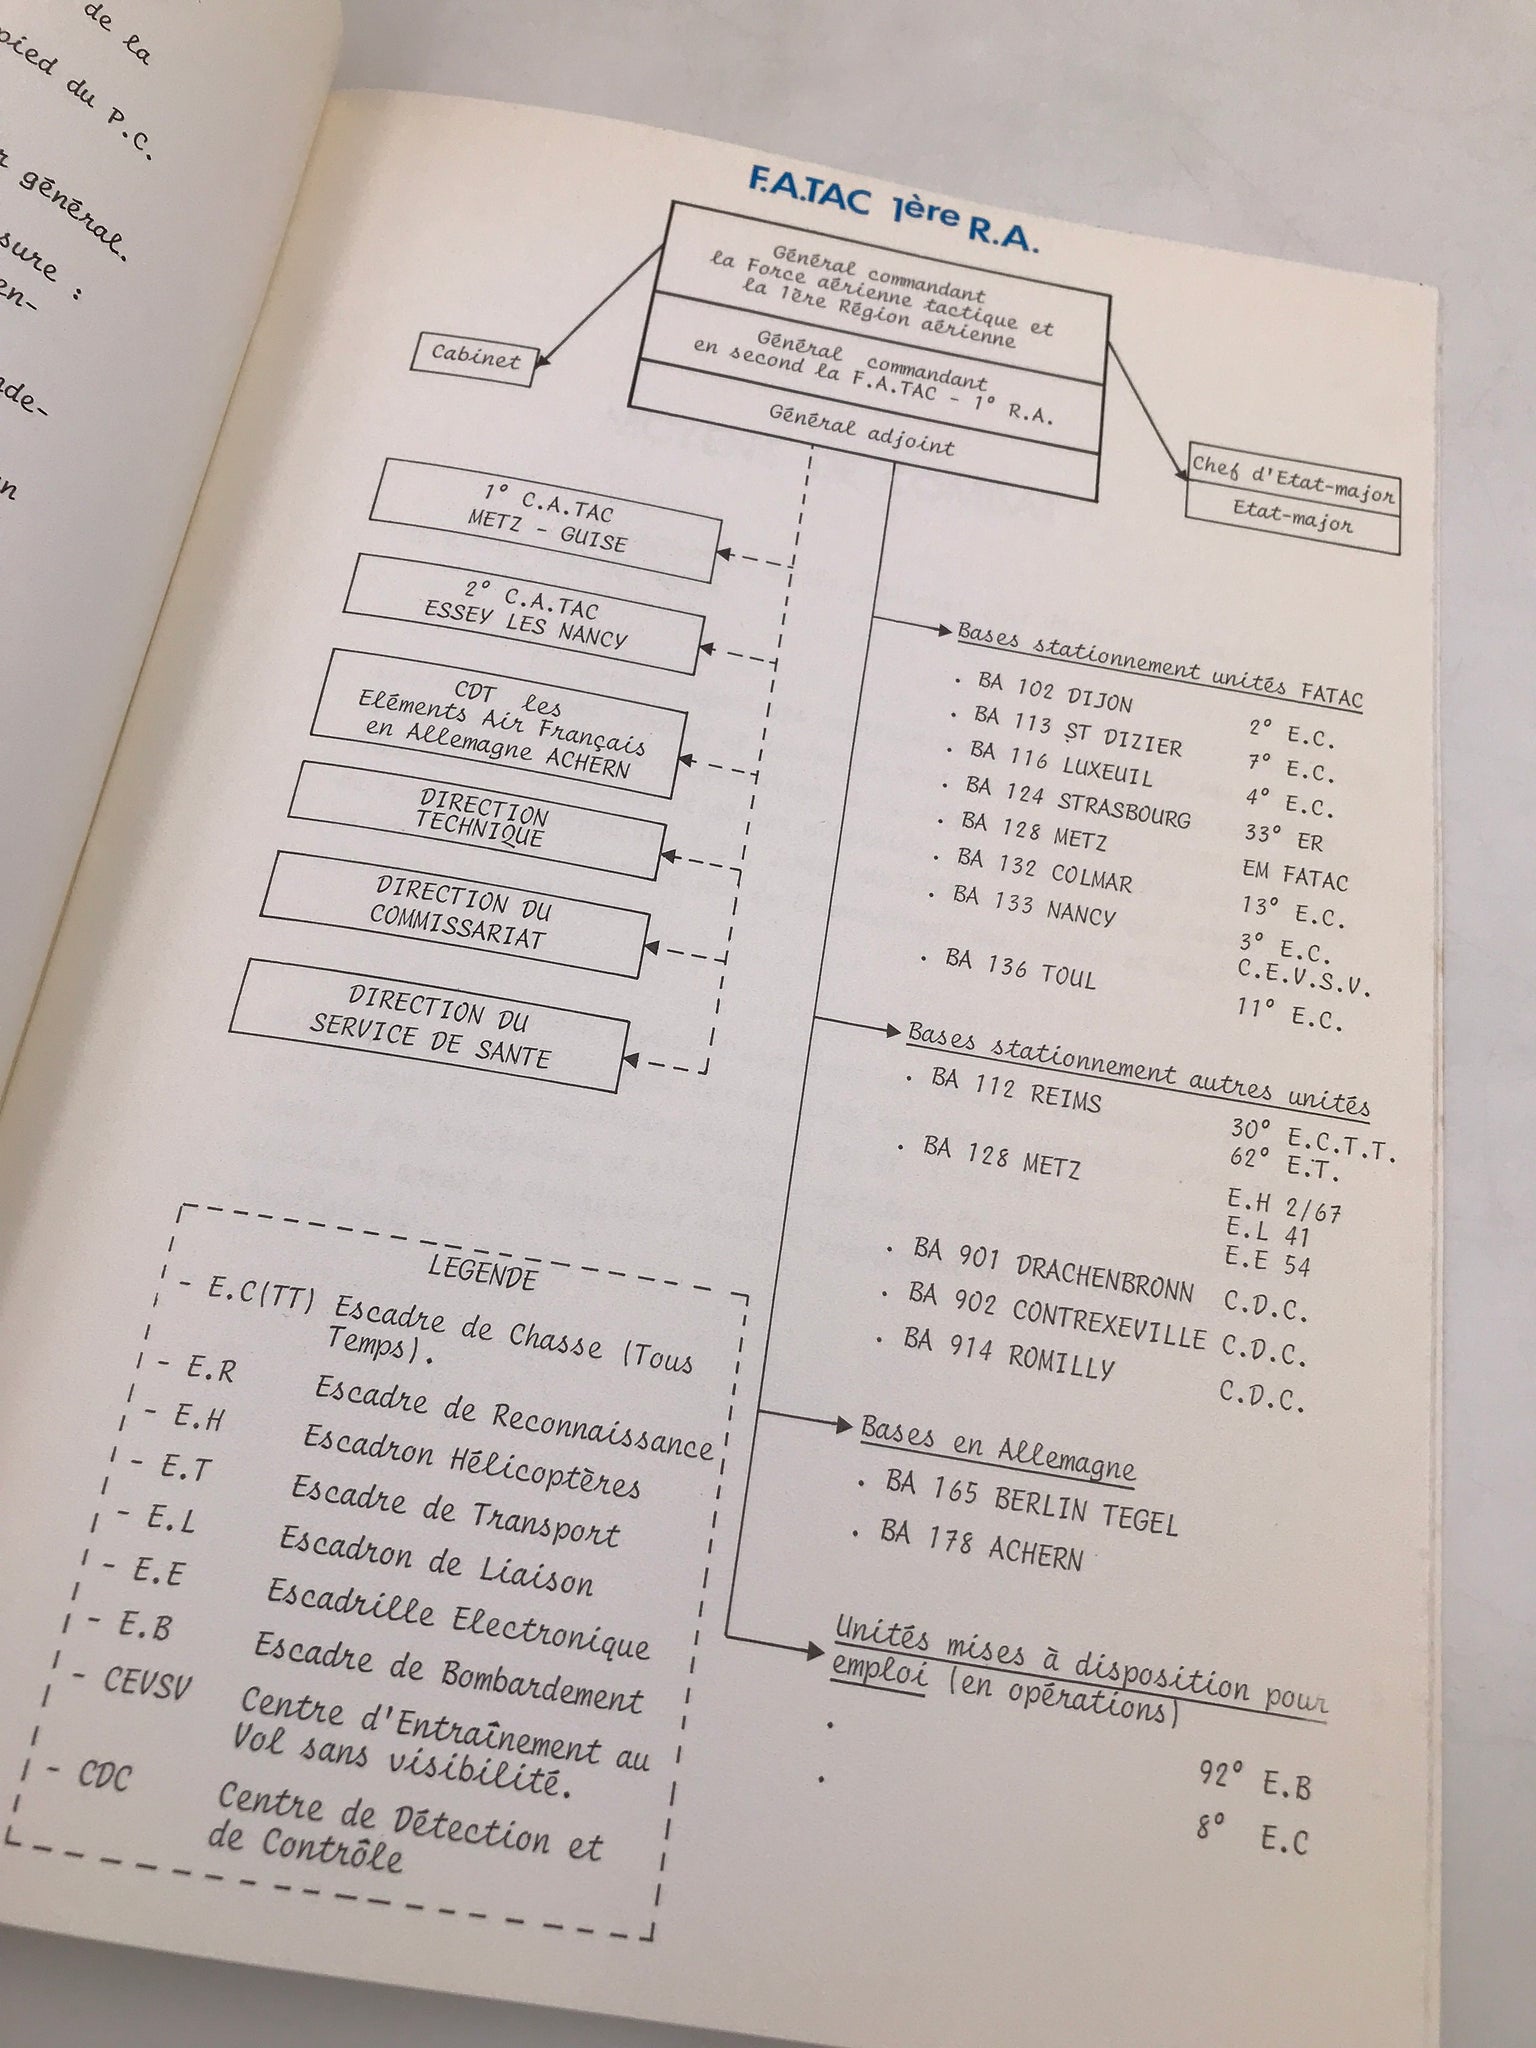 de la
pied du P.C.
général.
sure :
en-
nde-
F.A.TAC 1ère R.A.
Général commandant
la Force aérienne tactique et
la 1ère Région aérienne
Général commandant
en second la F.A.TAC - 1° R.A.
Général adjoint
Cabinet
Chef d'Etat-major
Etat-major
1° C.A.TAC
METZ - GUISE
2° C.A.TAC
ESSEY LES NANCY
CDT les
Eléments Air Français
en Allemagne ACHERN
DIRECTION
TECHNIQUE
DIRECTION DU
COMMISSARIAT
DIRECTION DU
SERVICE DE SANTE
Bases stationnement unités FATAC
. BA 102 DIJON 2° E.C.
. BA 113 ST DIZIER 7° E.C.
. BA 116 LUXEUIL 4° E.C.
. BA 124 STRASBOURG 33° ER
. BA 128 METZ EM FATAC
. BA 132 COLMAR 13° E.C.
. BA 133 NANCY 3° E.C.
C.E.V.S.V.
. BA 136 TOUL 11° E.C.
Bases stationnement autres unités
. BA 112 REIMS 30° E.C.T.T.
62° E.T.
. BA 128 METZ E.H 2/67
E.L 41
E.E 54
. BA 901 DRACHENBRONN C.D.C.
. BA 902 CONTREXEVILLE C.D.C.
. BA 914 ROMILLY C.D.C.
Bases en Allemagne
. BA 165 BERLIN TEGEL
. BA 178 ACHERN
Unités mises à disposition pour
emploi (en opérations)
. 92° E.B
. 8° E.C
LEGENDE
- E.C(TT) Escadre de Chasse (Tous
Temps).
- E.R Escadre de Reconnaissance
- E.H Escadron Hélicoptères
- E.T Escadre de Transport
- E.L Escadron de Liaison
- E.E Escadrille Electronique
- E.B Escadre de Bombardement
- CEVSV Centre d'Entraînement au
Vol sans visibilité.
- CDC Centre de Détection et
de Contrôle